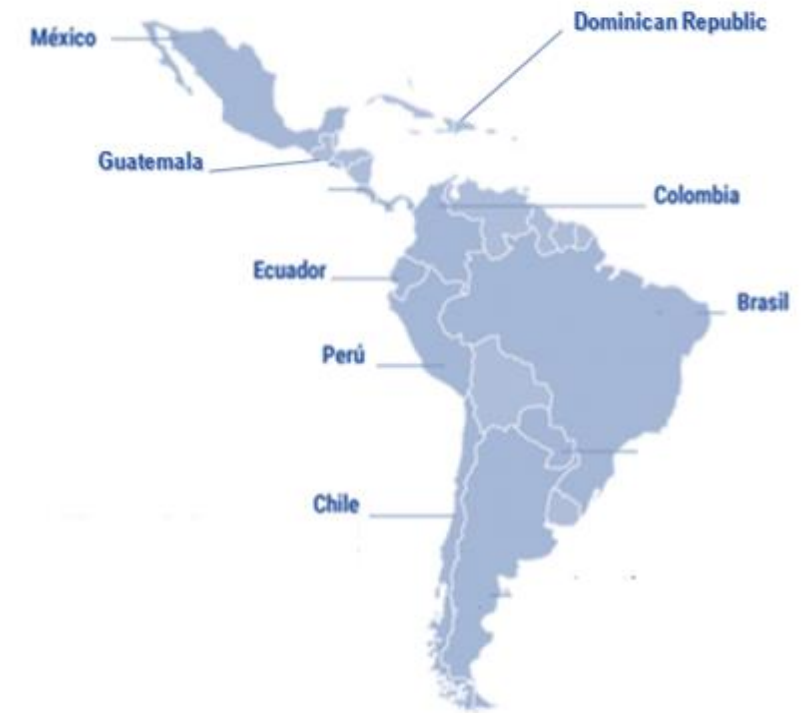 Dominican Republic
México
Guatemala
Colombia
Ecuador
Brasil
Perú
Chile